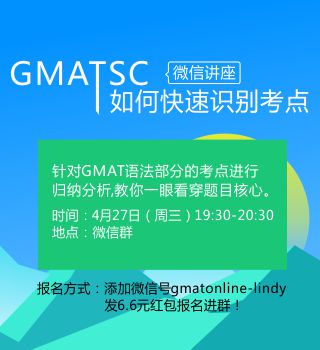 GMATSC 微信讲座
如何快速识别考点
针对GMAT语法部分的考点进行
归纳分析,教你一眼看穿题目核心。
时间：4月27日（周三）19:30-20:30
地点：微信群
报名方式：添加微信号gmatonline-lindy
发6.6元红包报名进群！